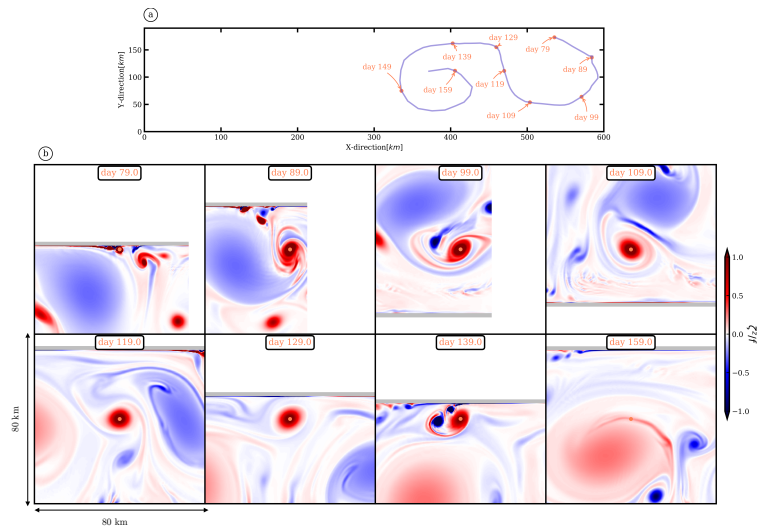 a
Y-direction[km]
150
100
50
0
day 129
day 79
day 139
day 149
day 89
day 119
day 159
day 109
day 99
0
100
200
300
400
500
600
X-direction[km]
b
day 79.0
day 89.0
day 99.0
day 109.0
day 119.0
day 129.0
day 139.0
day 159.0
1.0
0.5
0.0
−0.5
−1.0
ζz/f
80 km
80 km